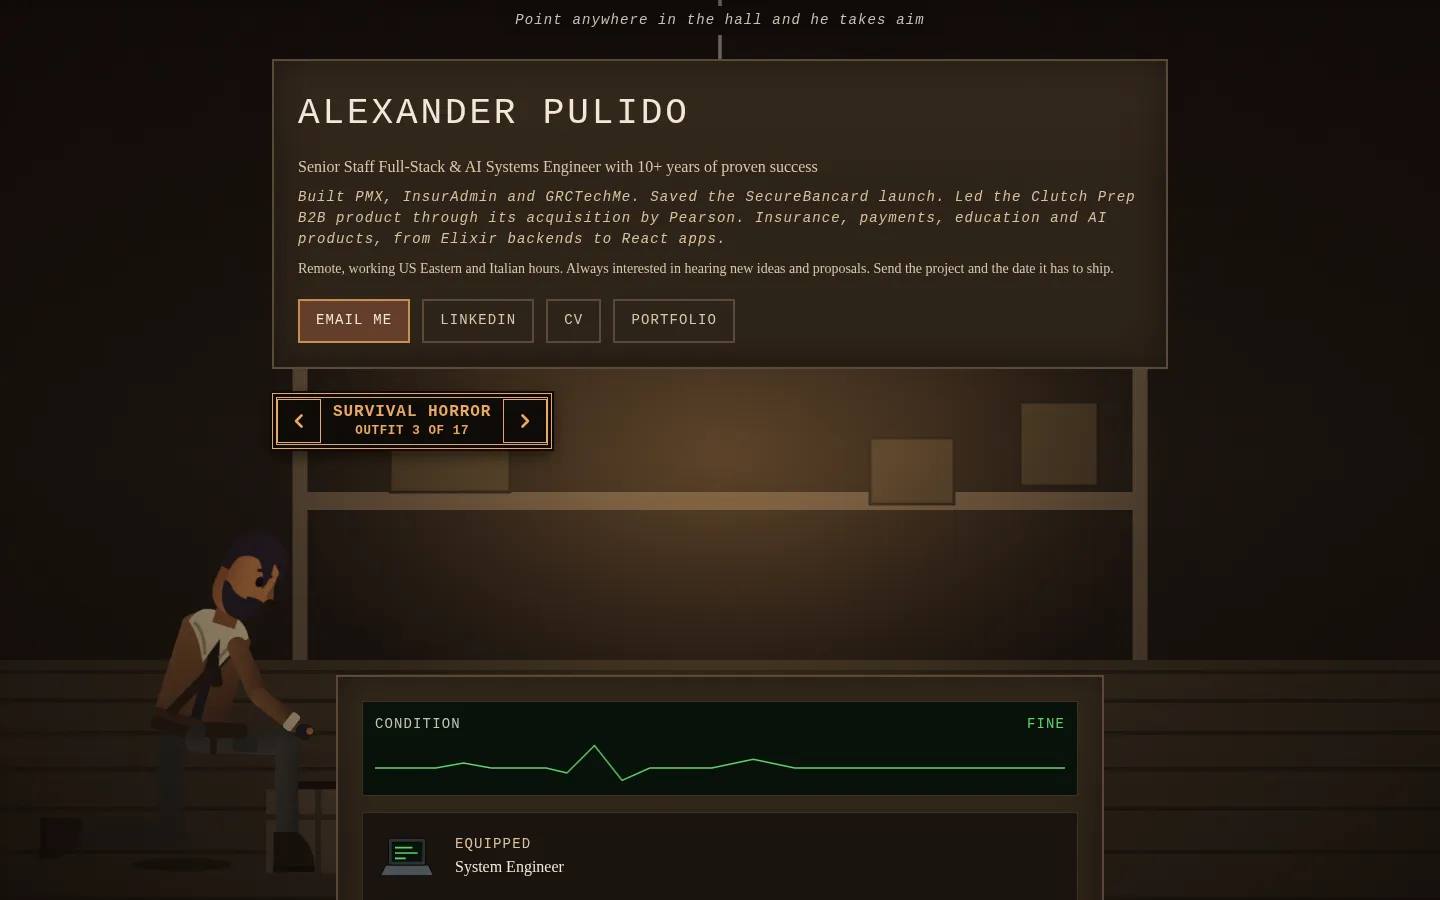 Point anywhere in the hall and he takes aim
ALEXANDER PULIDO
Senior Staff Full-Stack & AI Systems Engineer with 10+ years of proven success
Built PMX, InsurAdmin and GRCTechMe. Saved the SecureBancard launch. Led the Clutch Prep
B2B product through its acquisition by Pearson. Insurance, payments, education and AI
products, from Elixir backends to React apps.
Remote, working US Eastern and Italian hours. Always interested in hearing new ideas and proposals. Send the project and the date it has to ship.
EMAIL ME
LINKEDIN
CV
PORTFOLIO
SURVIVAL HORROR
OUTFIT 3 OF 17
CONDITION
FINE
EQUIPPED
System Engineer